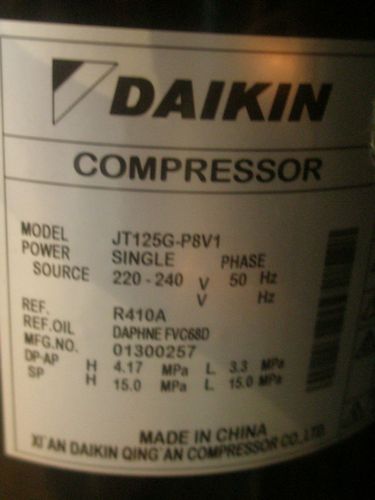 DAIKIN
COMPRESSOR
MODEL JT125G-P8V1
POWER SINGLE PHASE
SOURCE 220-240 V 50 Hz
V Hz
REF. R410A
REF.OIL DAPHNE FVC68D
MFG.NO. 01300257
DP-AP H 4.17 MPa L 3.3 MPa
SP H 15.0 MPa L 15.0 MPa
MADE IN CHINA
XI'AN DAIKIN QING'AN COMPRESSOR CO.,LTD.